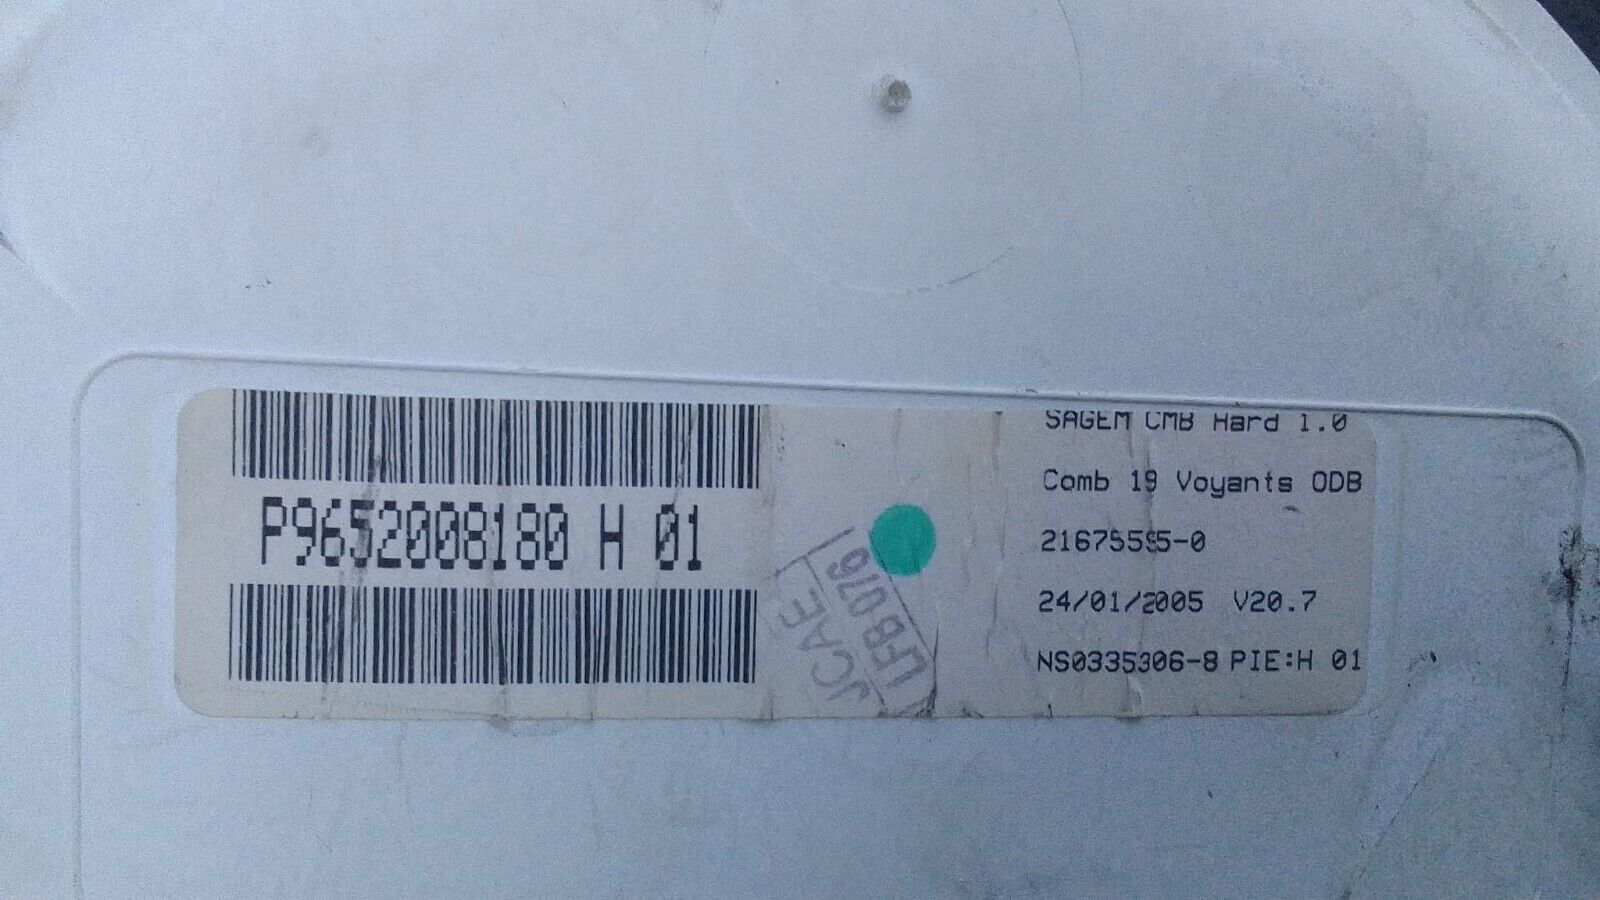 P9652008180 H 01
SAGEM CMB Hard 1.0
Comb 19 Voyants ODB
21675555-0
24/01/2005 V20.7
NS0335306-8 PIE:H 01
JCAE
LFB 076